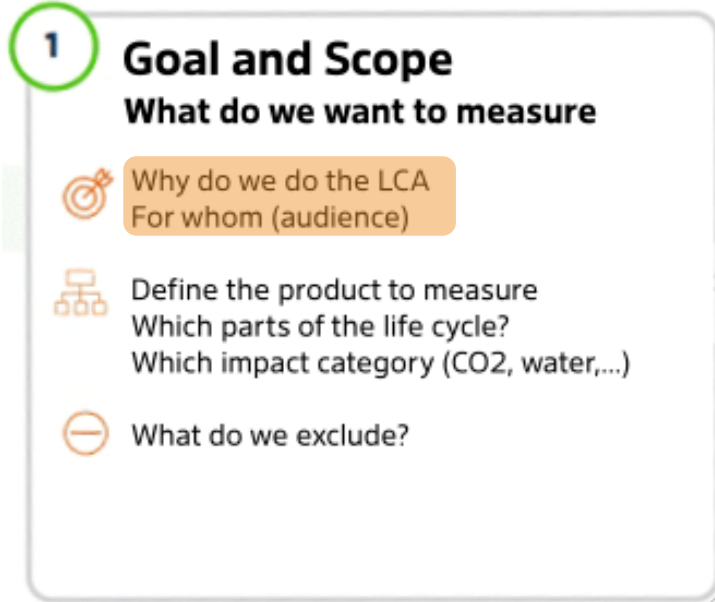 1
Goal and Scope
What do we want to measure
Why do we do the LCA
For whom (audience)
Define the product to measure
Which parts of the life cycle?
Which impact category (CO2, water,...)
What do we exclude?